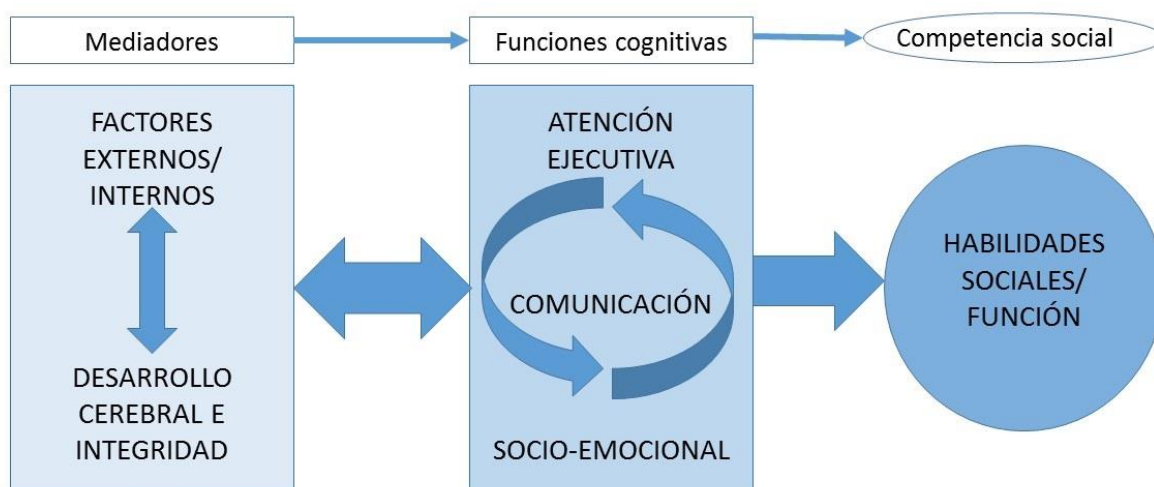 Mediadores
Funciones cognitivas
Competencia social
FACTORES
EXTERNOS/
INTERNOS
DESARROLLO
CEREBRAL E
INTEGRIDAD
ATENCIÓN
EJECUTIVA
COMUNICACIÓN
SOCIO-EMOCIONAL
HABILIDADES
SOCIALES/
FUNCIÓN